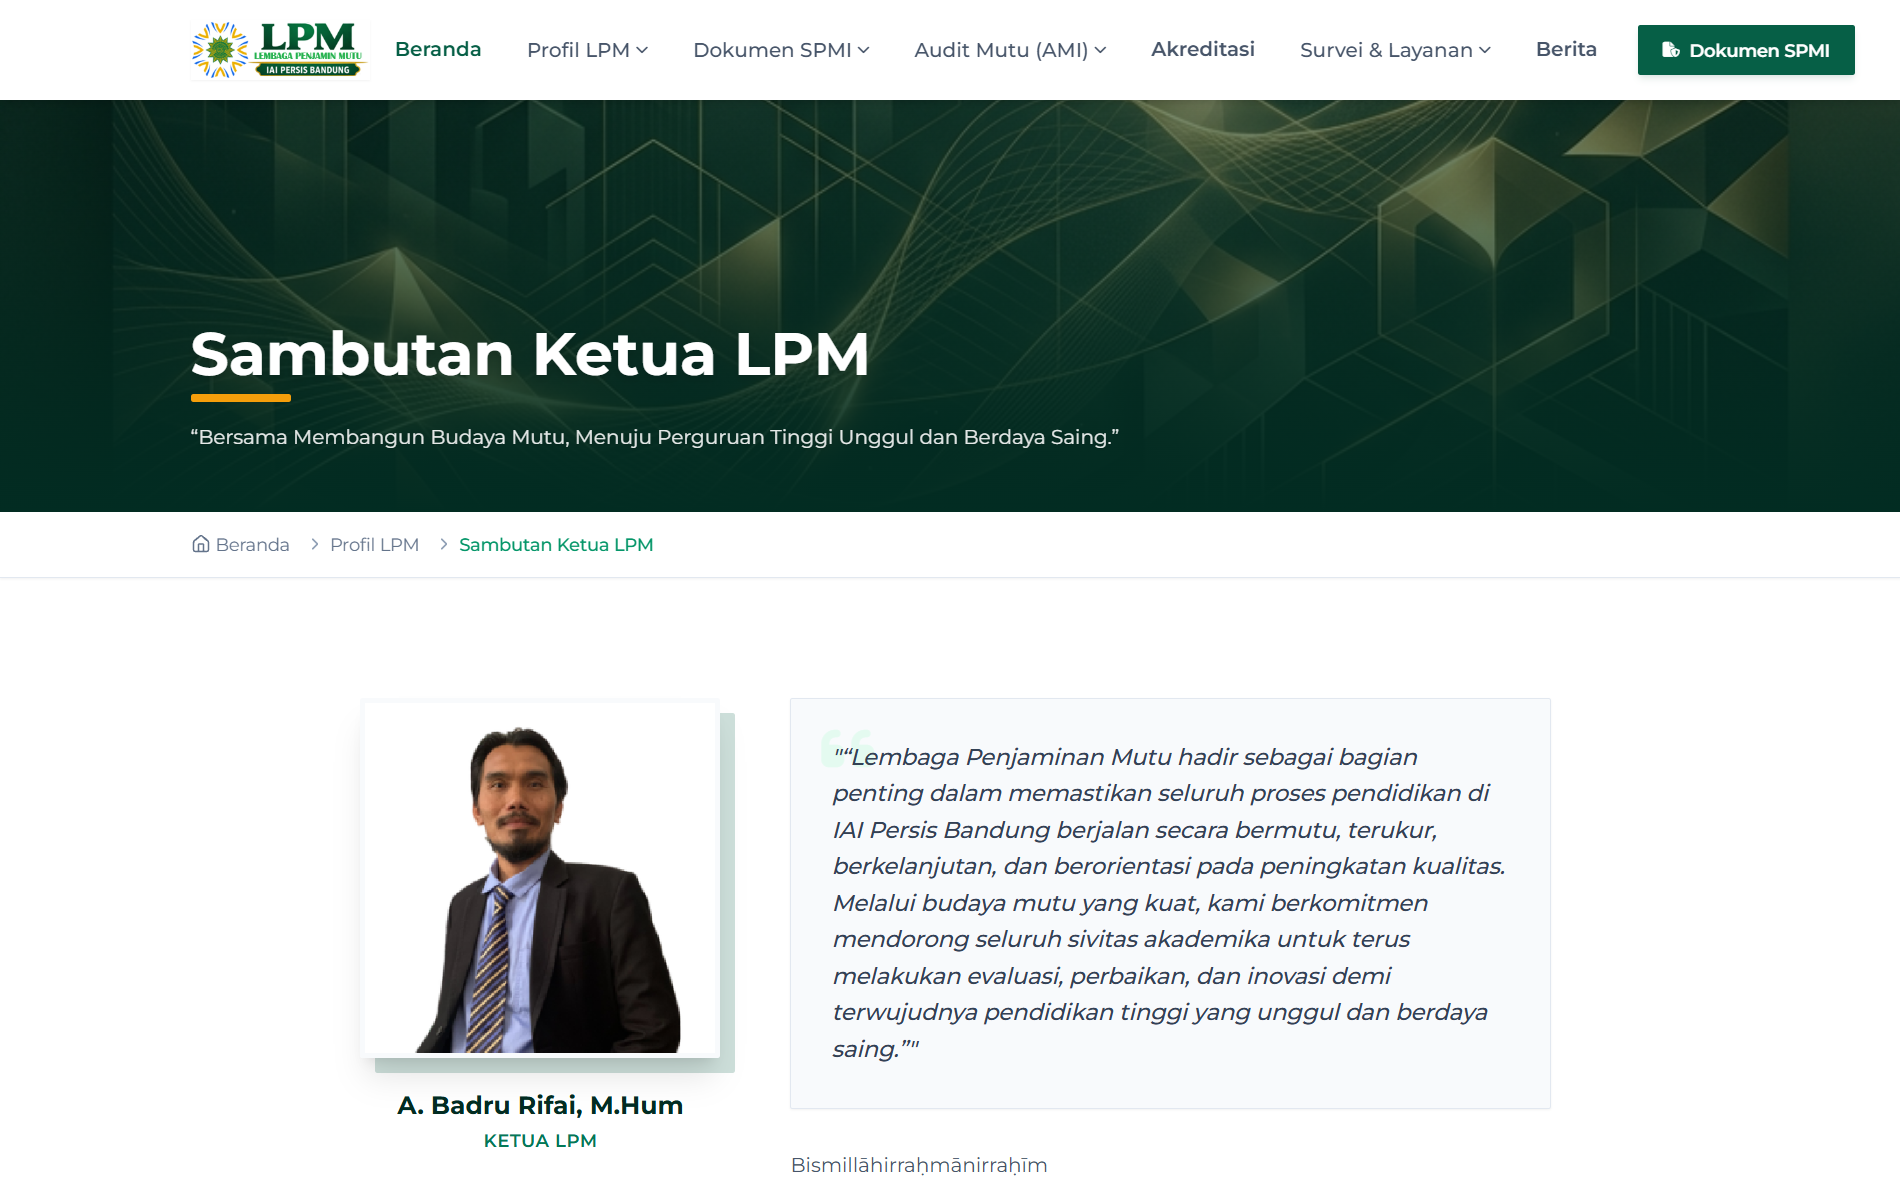 LPM
LEMBAGA PENJAMIN MUTU
IAI PERSIS BANDUNG
Beranda
Profil LPM
Dokumen SPMI
Audit Mutu (AMI)
Akreditasi
Survei & Layanan
Berita
Dokumen SPMI
Sambutan Ketua LPM
“Bersama Membangun Budaya Mutu, Menuju Perguruan Tinggi Unggul dan Berdaya Saing.”
Beranda
Profil LPM
Sambutan Ketua LPM
"“Lembaga Penjaminan Mutu hadir sebagai bagian
penting dalam memastikan seluruh proses pendidikan di
IAI Persis Bandung berjalan secara bermutu, terukur,
berkelanjutan, dan berorientasi pada peningkatan kualitas.
Melalui budaya mutu yang kuat, kami berkomitmen
mendorong seluruh sivitas akademika untuk terus
melakukan evaluasi, perbaikan, dan inovasi demi
terwujudnya pendidikan tinggi yang unggul dan berdaya
saing.”"
A. Badru Rifai, M.Hum
KETUA LPM
Bismillāhirraḥmānirraḥīm